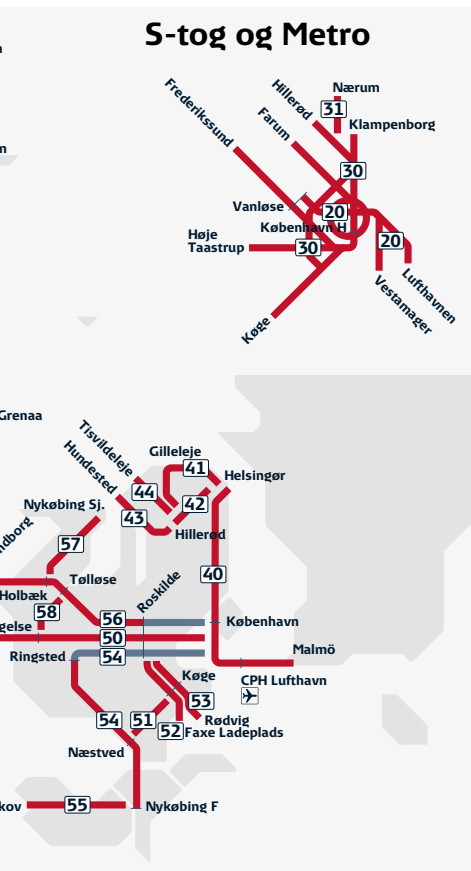 S-tog og Metro
Nærum
Hillerød
31
Frederikssund
Farum
Klampenborg
30
Vanløse
20
København H
Høje
Taastrup
30
20
Lufthavnen
Vestamager
Køge
Grenaa
Tisvildeleje
Gilleleje
Hundested
41
Helsingør
44
42
Nykøbing Sj.
43
Hillerød
57
40
Tølløse
Roskilde
Holbæk
58
56
København
50
Ringsted
54
Malmö
Køge
CPH Lufthavn
53
54
51
Rødvig
52
Faxe Ladeplads
Næstved
55
Nykøbing F